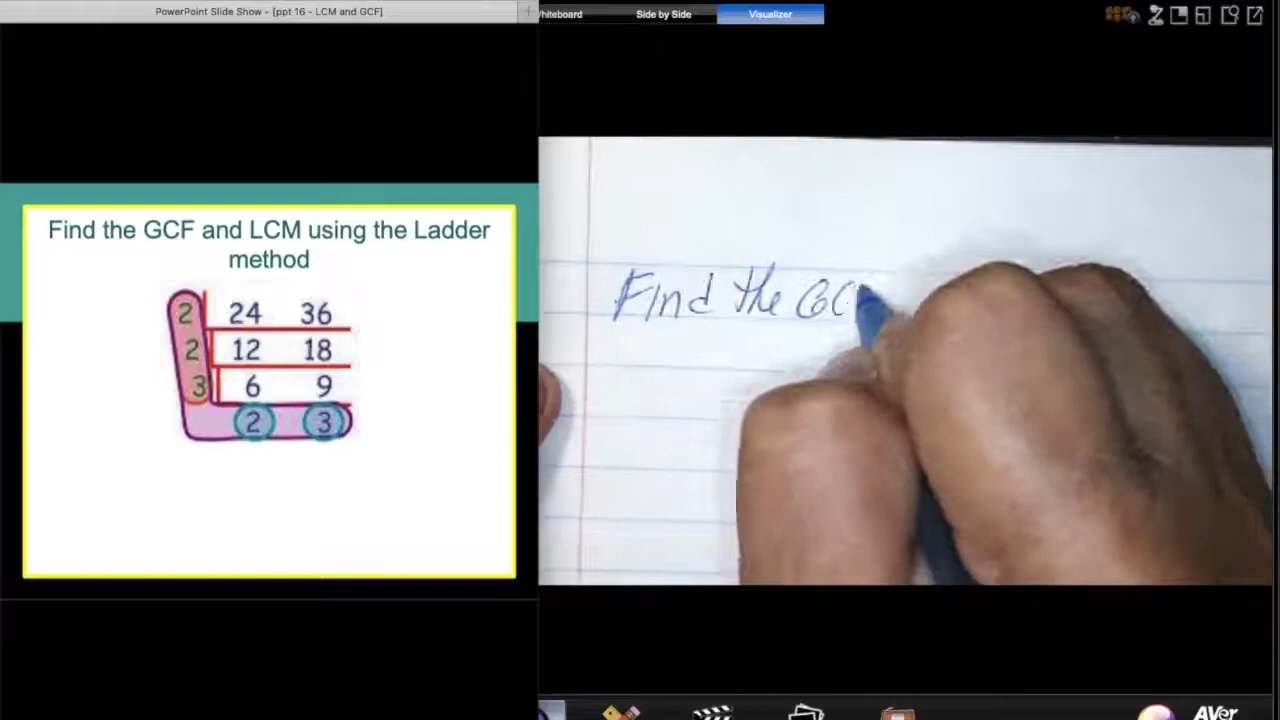 PowerPoint Slide Show - [ppt 16 - LCM and GCF]
Side by Side
Visualizer
Find the GCF and LCM using the Ladder
method
2 24 36
2 12 18
3 6 9
2 3
Find the GC
AVer